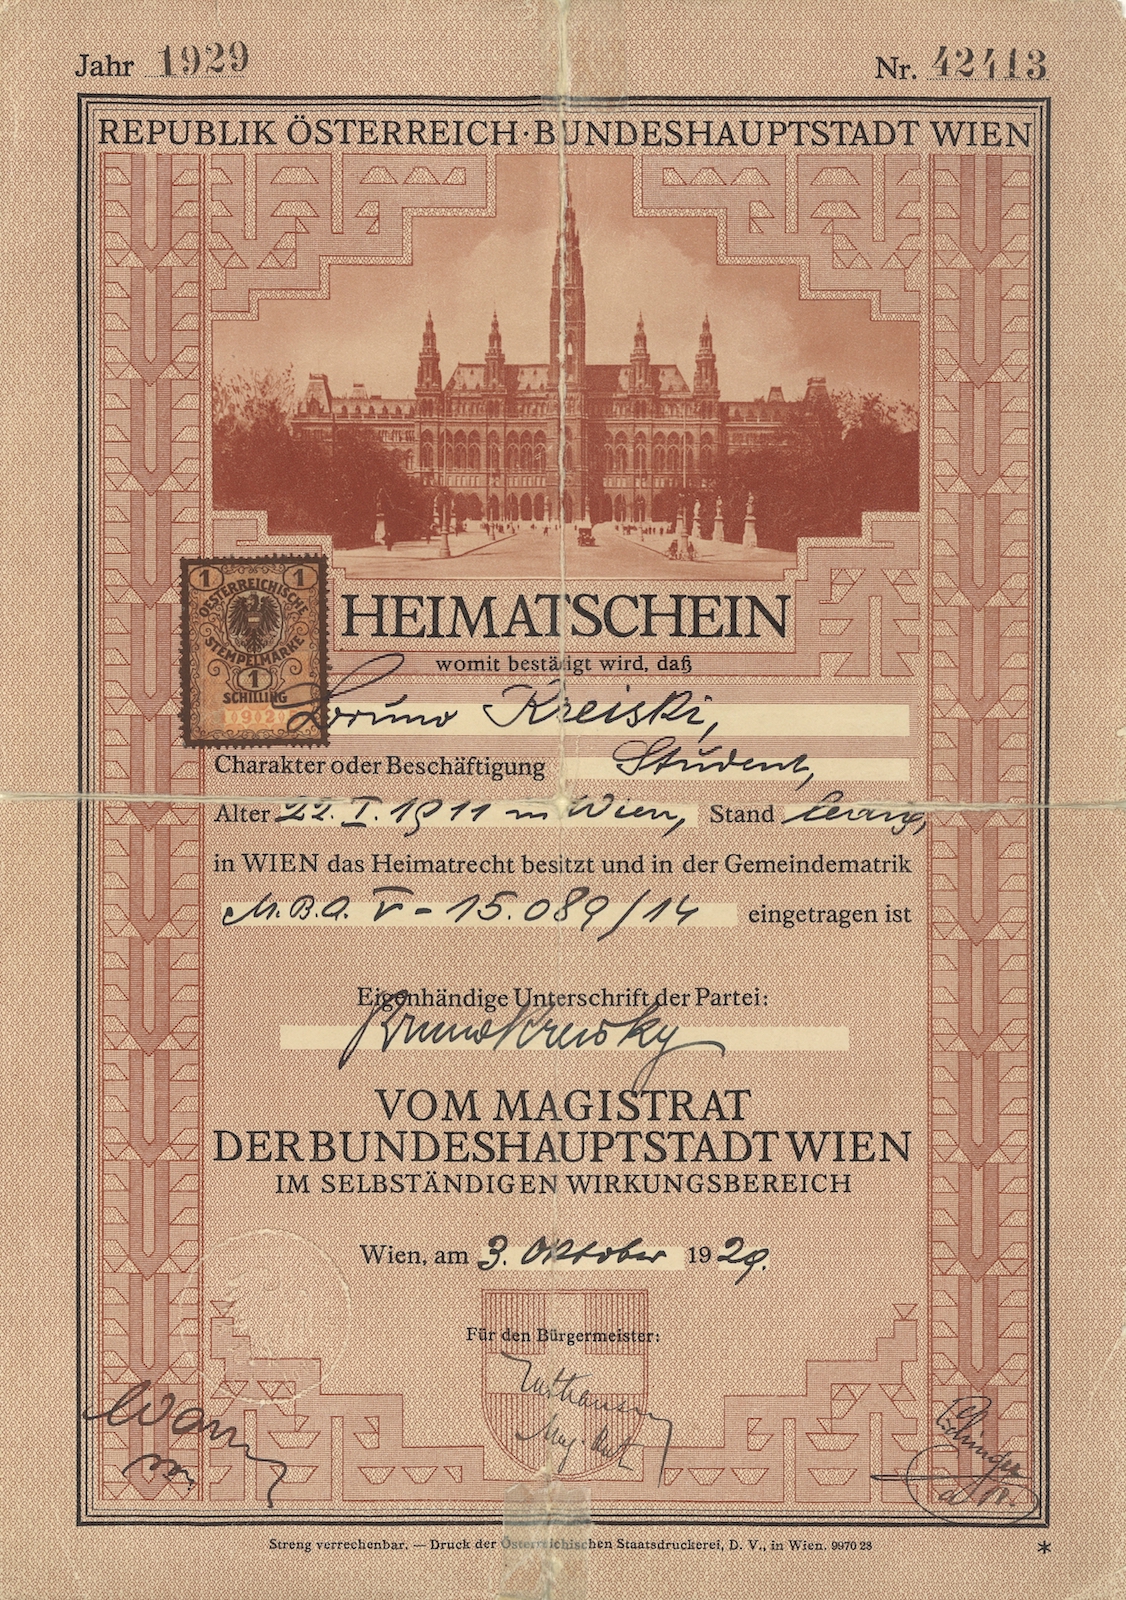 Jahr 1929
Nr. 42413
REPUBLIK ÖSTERREICH·BUNDESHAUPTSTADT WIEN
1 1
OESTERREICHISCHE
STEMPELMARKE
1
SCHILLING
HEIMATSCHEIN
womit bestätigt wird, daß
Bruno Kreiski,
Charakter oder Beschäftigung Student,
Alter 22. I. 1911 in Wien, Stand ledig,
in WIEN das Heimatrecht besitzt und in der Gemeindematrik
M.B.A. V - 15.089/14 eingetragen ist
Eigenhändige Unterschrift der Partei:
Bruno Kreisky
VOM MAGISTRAT
DER BUNDESHAUPTSTADT WIEN
IM SELBSTÄNDIGEN WIRKUNGSBEREICH
Wien, am 3. Oktober 1929.
Für den Bürgermeister:
Streng verrechenbar. — Druck der Österreichischen Staatsdruckerei, D. V., in Wien. 9970 28
*